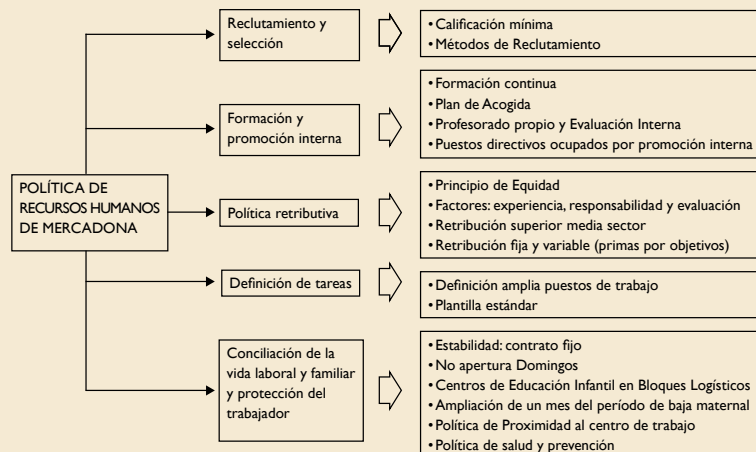 POLÍTICA DE
RECURSOS HUMANOS
DE MERCADONA
Reclutamiento y
selección
• Calificación mínima
• Métodos de Reclutamiento
Formación y
promoción interna
• Formación continua
• Plan de Acogida
• Profesorado propio y Evaluación Interna
• Puestos directivos ocupados por promoción interna
Política retributiva
• Principio de Equidad
• Factores: experiencia, responsabilidad y evaluación
• Retribución superior media sector
• Retribución fija y variable (primas por objetivos)
Definición de tareas
• Definición amplia puestos de trabajo
• Plantilla estándar
Conciliación de la
vida laboral y familiar
y protección del
trabajador
• Estabilidad: contrato fijo
• No apertura Domingos
• Centros de Educación Infantil en Bloques Logísticos
• Ampliación de un mes del período de baja maternal
• Política de Proximidad al centro de trabajo
• Política de salud y prevención